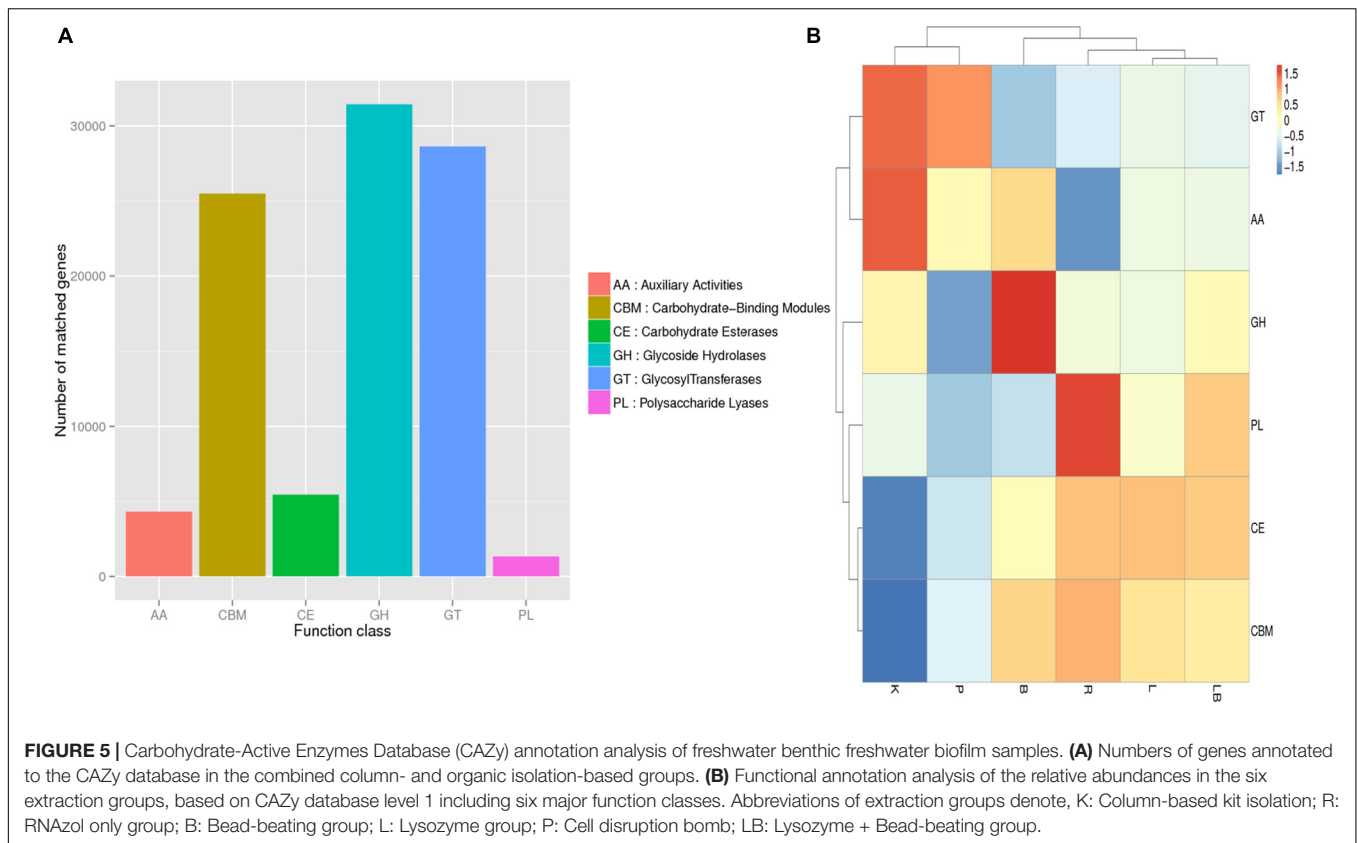 A
Number of matched genes
30000
20000
10000
0
AA
CBM
CE
GH
GT
PL
Function class
AA : Auxiliary Activities
CBM : Carbohydrate-Binding Modules
CE : Carbohydrate Esterases
GH : Glycoside Hydrolases
GT : GlycosylTransferases
PL : Polysaccharide Lyases
B
1.5
1
0.5
0
-0.5
-1
-1.5
GT
AA
GH
PL
CE
CBM
K
P
B
R
L
LB
FIGURE 5 | Carbohydrate-Active Enzymes Database (CAZy) annotation analysis of freshwater benthic freshwater biofilm samples. (A) Numbers of genes annotated
to the CAZy database in the combined column- and organic isolation-based groups. (B) Functional annotation analysis of the relative abundances in the six
extraction groups, based on CAZy database level 1 including six major function classes. Abbreviations of extraction groups denote, K: Column-based kit isolation; R:
RNAzol only group; B: Bead-beating group; L: Lysozyme group; P: Cell disruption bomb; LB: Lysozyme + Bead-beating group.